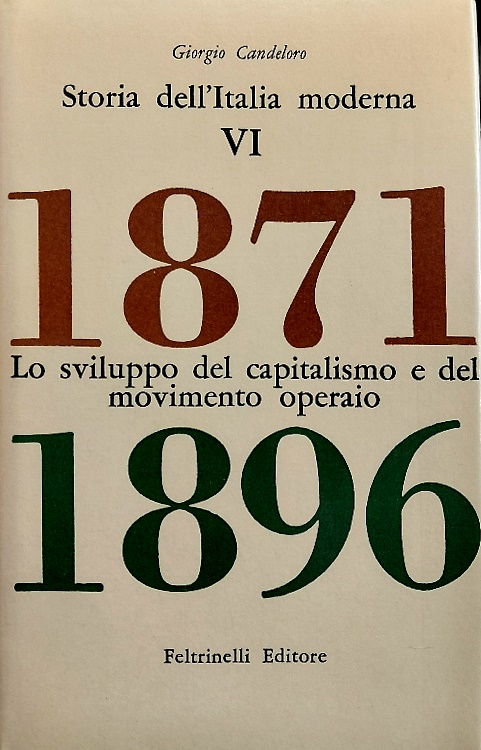 Giorgio Candeloro
Storia dell'Italia moderna
VI
1871
Lo sviluppo del capitalismo e del
movimento operaio
1896
Feltrinelli Editore